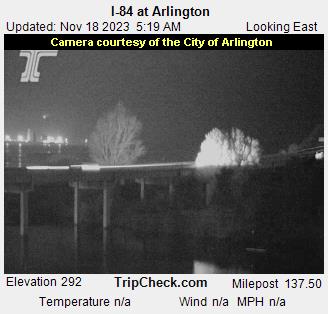 I-84 at Arlington
Updated: Nov 18 2023 5:19 AM Looking East
Camera courtesy of the City of Arlington
Elevation 292 TripCheck.com Milepost 137.50
Temperature n/a Wind n/a MPH n/a